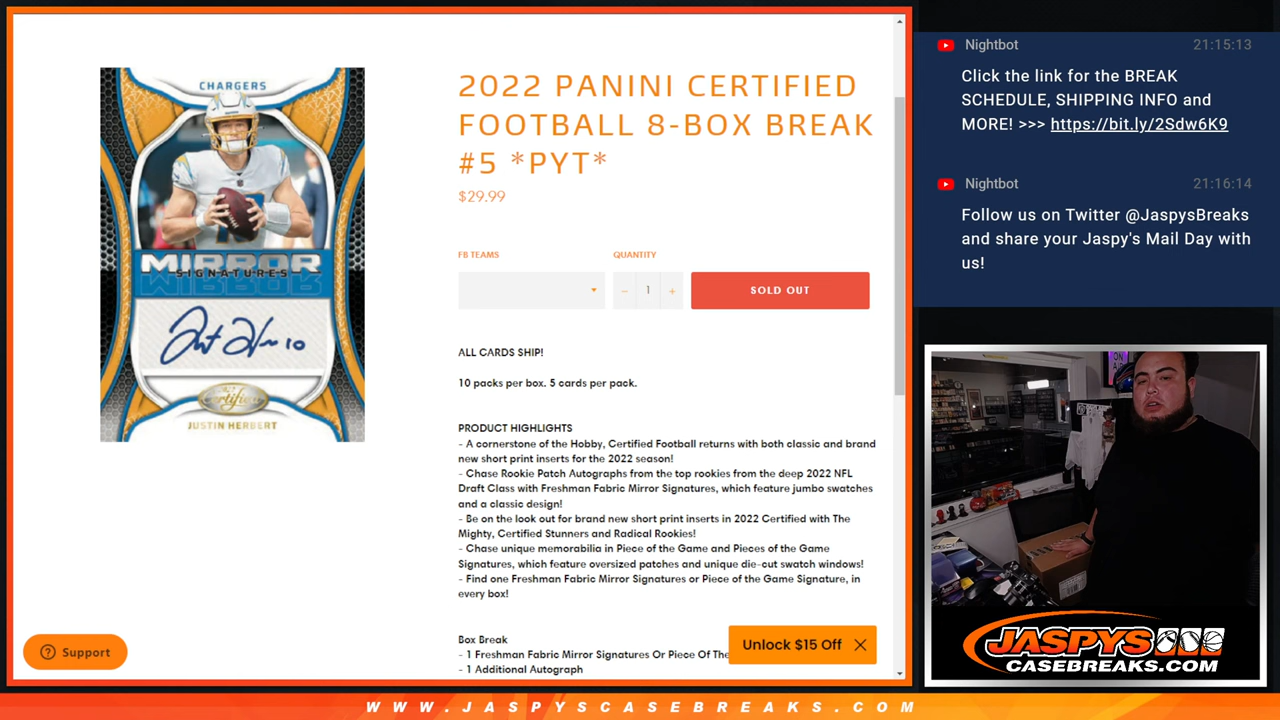 CHARGERS
MIRROR
SIGNATURES
10
Certified
JUSTIN HERBERT
2022 PANINI CERTIFIED
FOOTBALL 8-BOX BREAK
#5 *PYT*
$29.99
FB TEAMS
QUANTITY
− 1 +
SOLD OUT
ALL CARDS SHIP!
10 packs per box. 5 cards per pack.
PRODUCT HIGHLIGHTS
- A cornerstone of the Hobby, Certified Football returns with both classic and brand
new short print inserts for the 2022 season!
- Chase Rookie Patch Autographs from the top rookies from the deep 2022 NFL
Draft Class with Freshman Fabric Mirror Signatures, which feature jumbo swatches
and a classic design!
- Be on the look out for brand new short print inserts in 2022 Certified with The
Mighty, Certified Stunners and Radical Rookies!
- Chase unique memorabilia in Piece of the Game and Pieces of the Game
Signatures, which feature oversized patches and unique die-cut swatch windows!
- Find one Freshman Fabric Mirror Signatures or Piece of the Game Signature, in
every box!
Box Break
- 1 Freshman Fabric Mirror Signatures Or Piece Of The
- 1 Additional Autograph
Support
Unlock $15 Off
Nightbot 21:15:13
Click the link for the BREAK
SCHEDULE, SHIPPING INFO and
MORE! >>> https://bit.ly/2Sdw6K9
Nightbot 21:16:14
Follow us on Twitter @JaspysBreaks
and share your Jaspy's Mail Day with
us!
JASPYS
CASEBREAKS.COM
WWW.JASPYSCASEBREAKS.COM